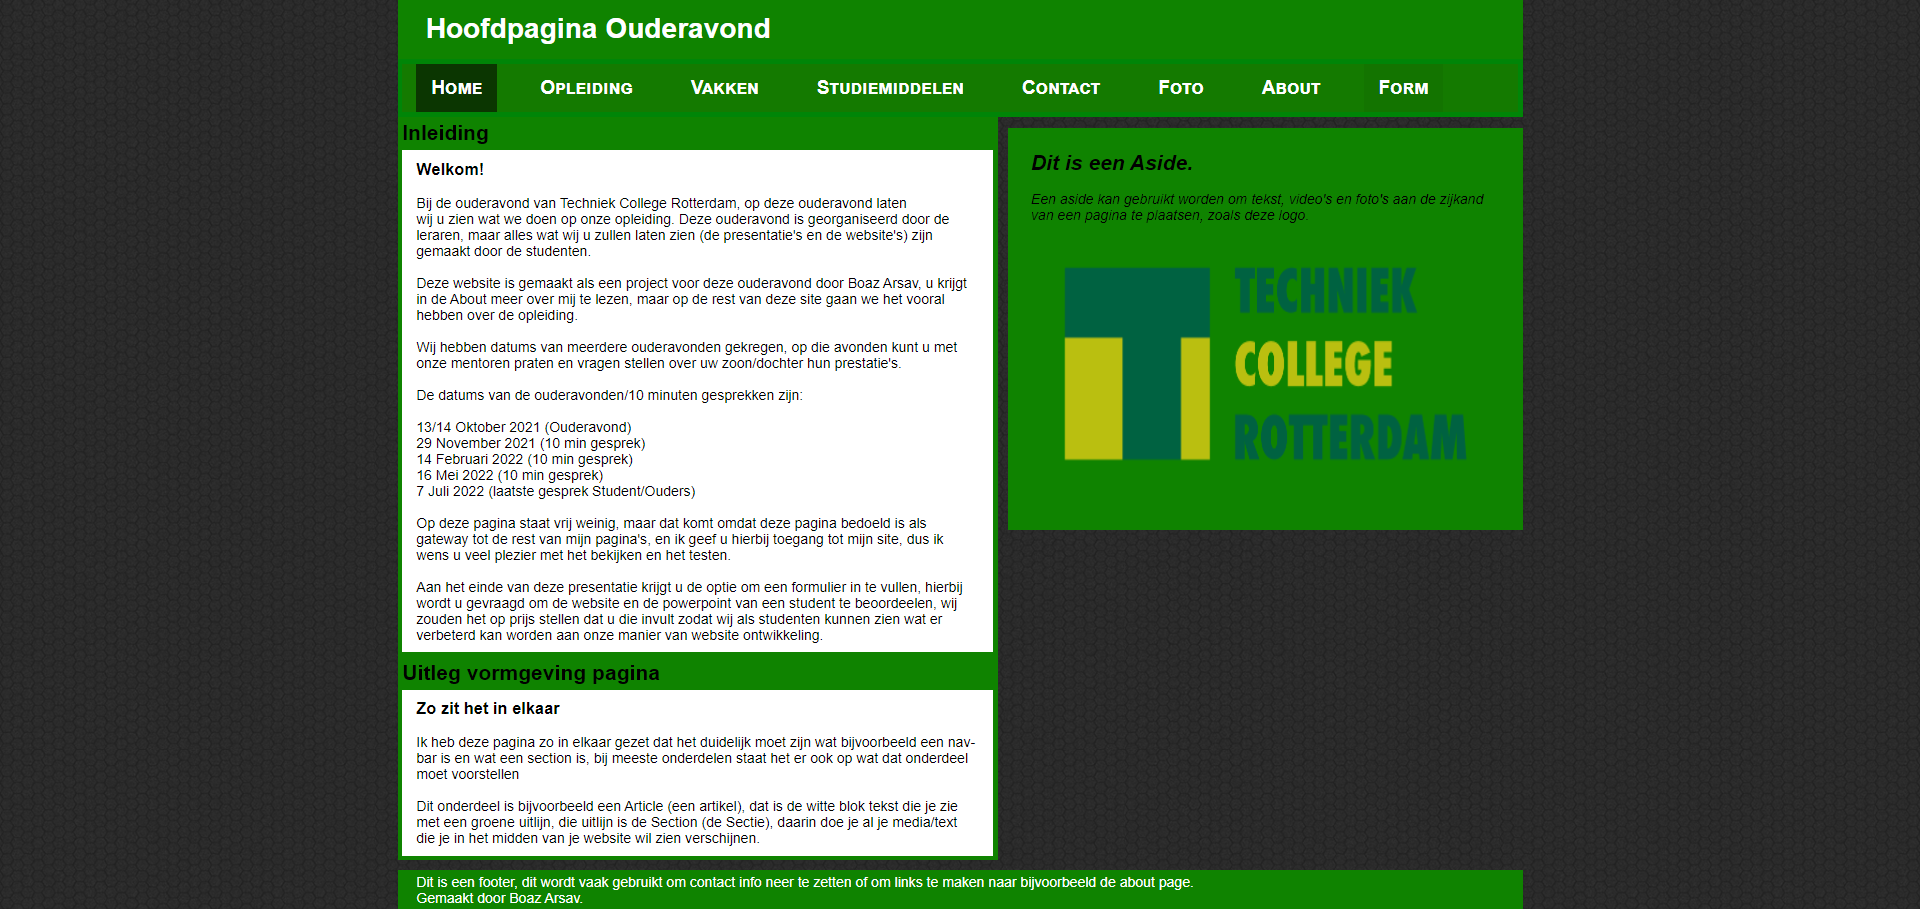 Hoofdpagina Ouderavond
Home Opleiding Vakken Studiemiddelen Contact Foto About Form
Inleiding
Welkom!
Bij de ouderavond van Techniek College Rotterdam, op deze ouderavond laten
wij u zien wat we doen op onze opleiding. Deze ouderavond is georganiseerd door de
leraren, maar alles wat wij u zullen laten zien (de presentatie's en de website's) zijn
gemaakt door de studenten.
Deze website is gemaakt als een project voor deze ouderavond door Boaz Arsav, u krijgt
in de About meer over mij te lezen, maar op de rest van deze site gaan we het vooral
hebben over de opleiding.
Wij hebben datums van meerdere ouderavonden gekregen, op die avonden kunt u met
onze mentoren praten en vragen stellen over uw zoon/dochter hun prestatie's.
De datums van de ouderavonden/10 minuten gesprekken zijn:
13/14 Oktober 2021 (Ouderavond)
29 November 2021 (10 min gesprek)
14 Februari 2022 (10 min gesprek)
16 Mei 2022 (10 min gesprek)
7 Juli 2022 (laatste gesprek Student/Ouders)
Op deze pagina staat vrij weinig, maar dat komt omdat deze pagina bedoeld is als
gateway tot de rest van mijn pagina's, en ik geef u hierbij toegang tot mijn site, dus ik
wens u veel plezier met het bekijken en het testen.
Aan het einde van deze presentatie krijgt u de optie om een formulier in te vullen, hierbij
wordt u gevraagd om de website en de powerpoint van een student te beoordeelen, wij
zouden het op prijs stellen dat u die invult zodat wij als studenten kunnen zien wat er
verbeterd kan worden aan onze manier van website ontwikkeling.
Uitleg vormgeving pagina
Zo zit het in elkaar
Ik heb deze pagina zo in elkaar gezet dat het duidelijk moet zijn wat bijvoorbeeld een nav-
bar is en wat een section is, bij meeste onderdelen staat het er ook op wat dat onderdeel
moet voorstellen
Dit onderdeel is bijvoorbeeld een Article (een artikel), dat is de witte blok tekst die je zie
met een groene uitlijn, die uitlijn is de Section (de Sectie), daarin doe je al je media/text
die je in het midden van je website wil zien verschijnen.
Dit is een Aside.
Een aside kan gebruikt worden om tekst, video's en foto's aan de zijkand
van een pagina te plaatsen, zoals deze logo.
TECHNIEK
COLLEGE
ROTTERDAM
Dit is een footer, dit wordt vaak gebruikt om contact info neer te zetten of om links te maken naar bijvoorbeeld de about page.
Gemaakt door Boaz Arsav.